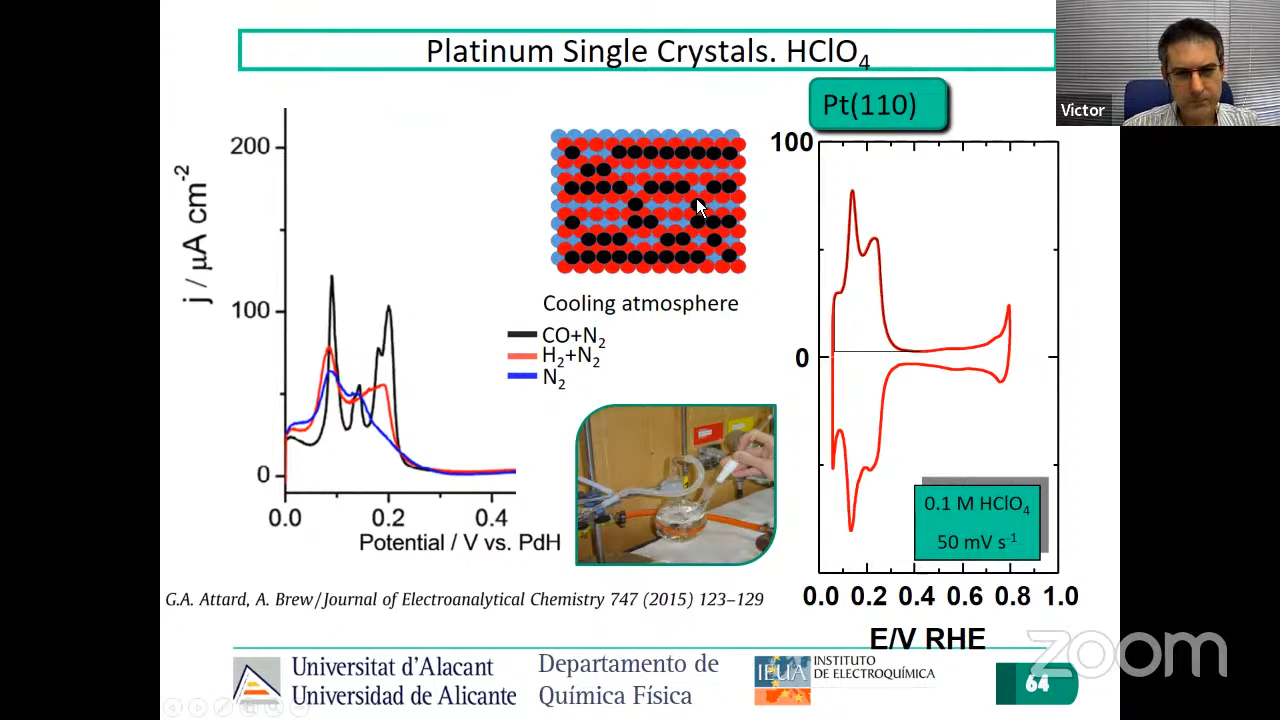 Platinum Single Crystals. HClO4
Victor
Pt(110)
200
100
0
j / µA cm-2
0.0 0.2 0.4
Potential / V vs. PdH
Cooling atmosphere
CO+N2
H2+N2
N2
100
0
0.1 M HClO4
50 mV s-1
0.0 0.2 0.4 0.6 0.8 1.0
E/V RHE
G.A. Attard, A. Brew/Journal of Electroanalytical Chemistry 747 (2015) 123–129
Universitat d'Alacant
Universidad de Alicante
Departamento de
Química Física
IEUA
INSTITUTO
DE ELECTROQUÍMICA
64
zoom